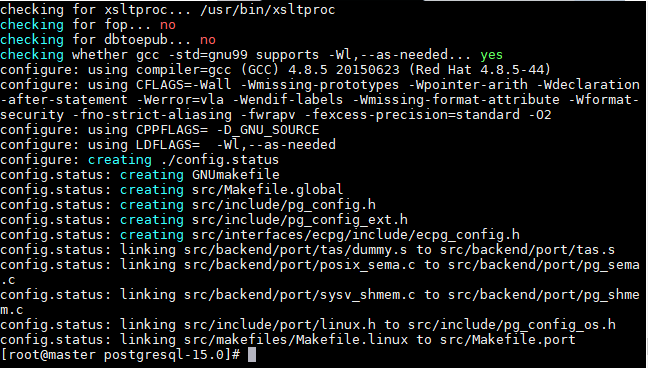 checking for xsltproc... /usr/bin/xsltproc
checking for fop... no
checking for dbtoepub... no
checking whether gcc -std=gnu99 supports -Wl,--as-needed... yes
configure: using compiler=gcc (GCC) 4.8.5 20150623 (Red Hat 4.8.5-44)
configure: using CFLAGS=-Wall -Wmissing-prototypes -Wpointer-arith -Wdeclaration
-after-statement -Werror=vla -Wendif-labels -Wmissing-format-attribute -Wformat-
security -fno-strict-aliasing -fwrapv -fexcess-precision=standard -O2
configure: using CPPFLAGS= -D_GNU_SOURCE
configure: using LDFLAGS=  -Wl,--as-needed
configure: creating ./config.status
config.status: creating GNUmakefile
config.status: creating src/Makefile.global
config.status: creating src/include/pg_config.h
config.status: creating src/include/pg_config_ext.h
config.status: creating src/interfaces/ecpg/include/ecpg_config.h
config.status: linking src/backend/port/tas/dummy.s to src/backend/port/tas.s
config.status: linking src/backend/port/posix_sema.c to src/backend/port/pg_sema
.c
config.status: linking src/backend/port/sysv_shmem.c to src/backend/port/pg_shme
m.c
config.status: linking src/include/port/linux.h to src/include/pg_config_os.h
config.status: linking src/makefiles/Makefile.linux to src/Makefile.port
[root@master postgresql-15.0]#